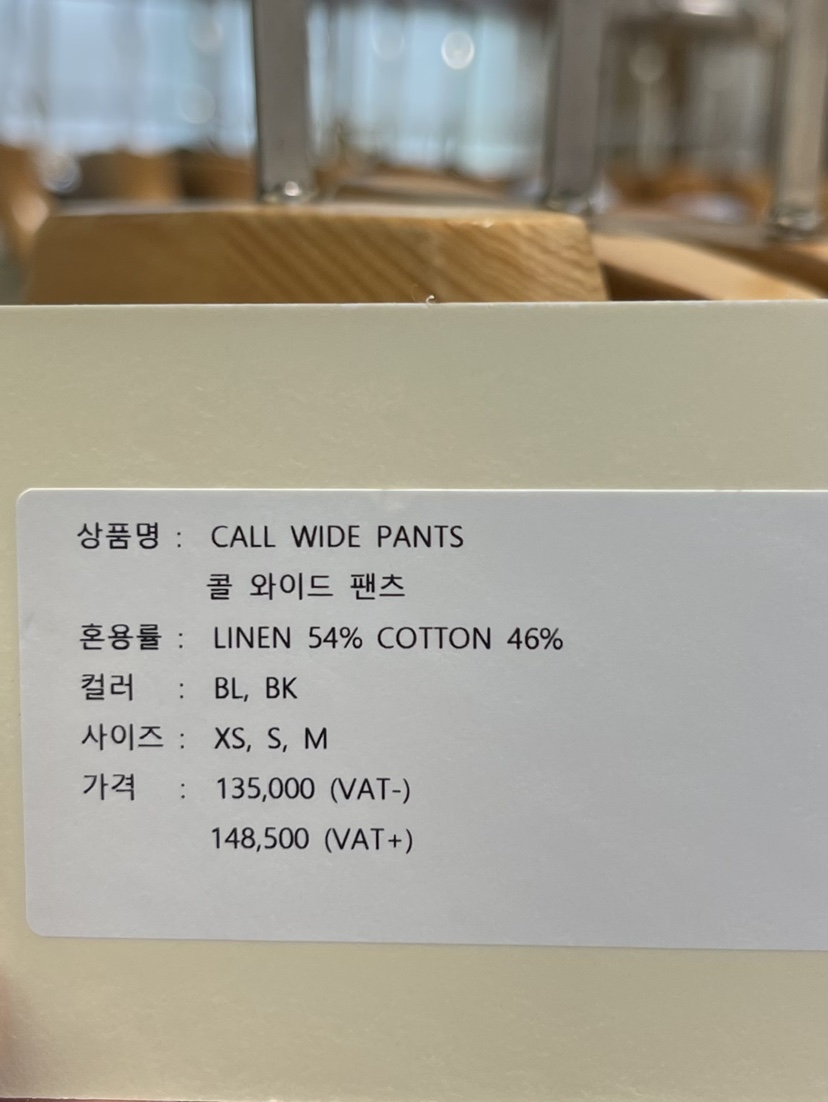 상품명 : CALL WIDE PANTS
콜 와이드 팬츠
혼용률 : LINEN 54% COTTON 46%
컬러 : BL, BK
사이즈 : XS, S, M
가격 : 135,000 (VAT-)
148,500 (VAT+)